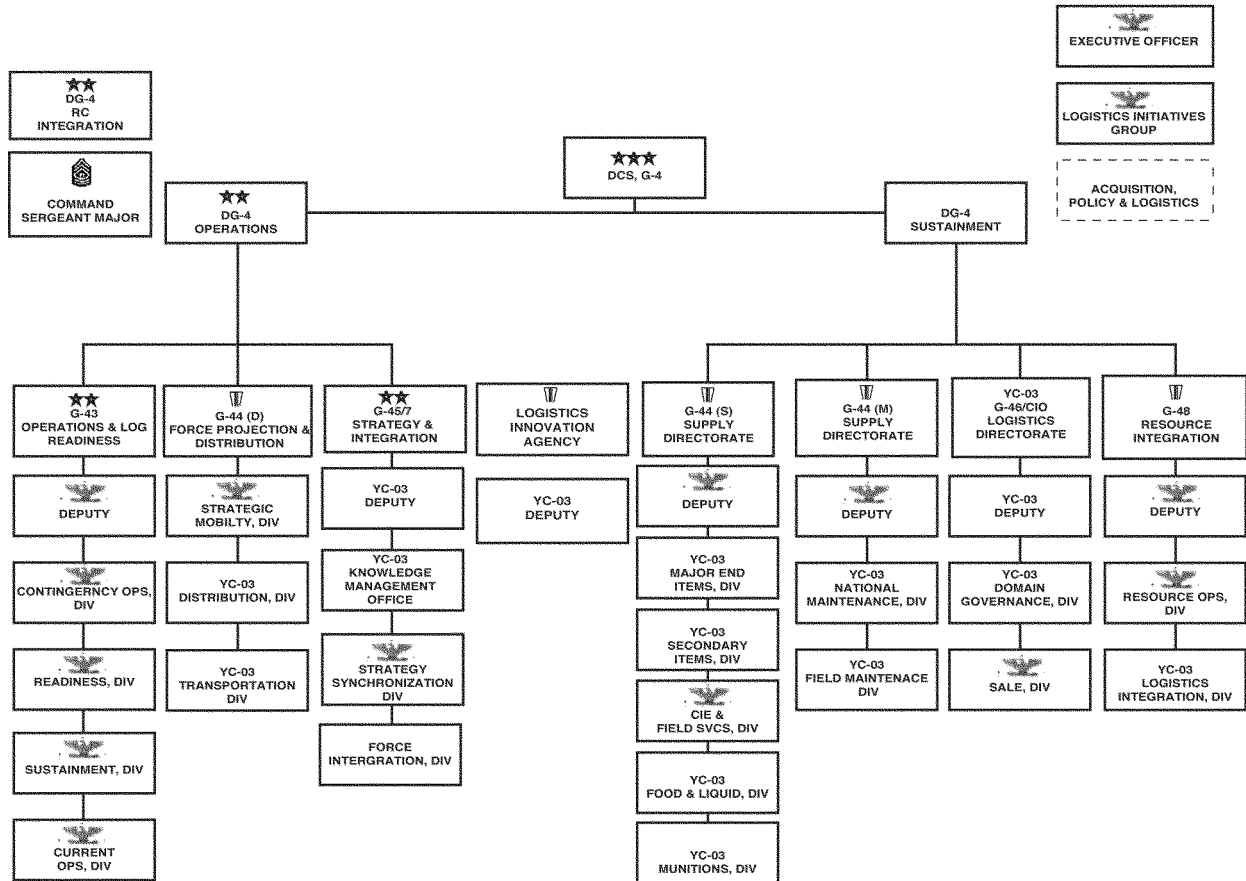 EXECUTIVE OFFICER
DG-4
RC
INTEGRATION
LOGISTICS INITIATIVES
GROUP
COMMAND
SERGEANT MAJOR
DCS, G-4
ACQUISITION,
POLICY & LOGISTICS
DG-4
OPERATIONS
DG-4
SUSTAINMENT
G-43
OPERATIONS & LOG
READINESS
DEPUTY
CONTINGERNCY OPS,
DIV
READINESS, DIV
SUSTAINMENT, DIV
CURRENT
OPS, DIV
G-44 (D)
FORCE PROJECTION &
DISTRIBUTION
STRATEGIC
MOBILTY, DIV
YC-03
DISTRIBUTION, DIV
YC-03
TRANSPORTATION
DIV
G-45/7
STRATEGY &
INTEGRATION
YC-03
DEPUTY
YC-03
KNOWLEDGE
MANAGEMENT
OFFICE
STRATEGY
SYNCHRONIZATION
DIV
FORCE
INTERGRATION, DIV
LOGISTICS
INNOVATION
AGENCY
YC-03
DEPUTY
G-44 (S)
SUPPLY
DIRECTORATE
DEPUTY
YC-03
MAJOR END
ITEMS, DIV
YC-03
SECONDARY
ITEMS, DIV
CIE &
FIELD SVCS, DIV
YC-03
FOOD & LIQUID, DIV
YC-03
MUNITIONS, DIV
G-44 (M)
SUPPLY
DIRECTORATE
DEPUTY
YC-03
NATIONAL
MAINTENANCE, DIV
YC-03
FIELD MAINTENACE
DIV
YC-03
G-46/CIO
LOGISTICS
DIRECTORATE
YC-03
DEPUTY
YC-03
DOMAIN
GOVERNANCE, DIV
SALE, DIV
G-48
RESOURCE
INTEGRATION
DEPUTY
RESOURCE OPS,
DIV
YC-03
LOGISTICS
INTEGRATION, DIV